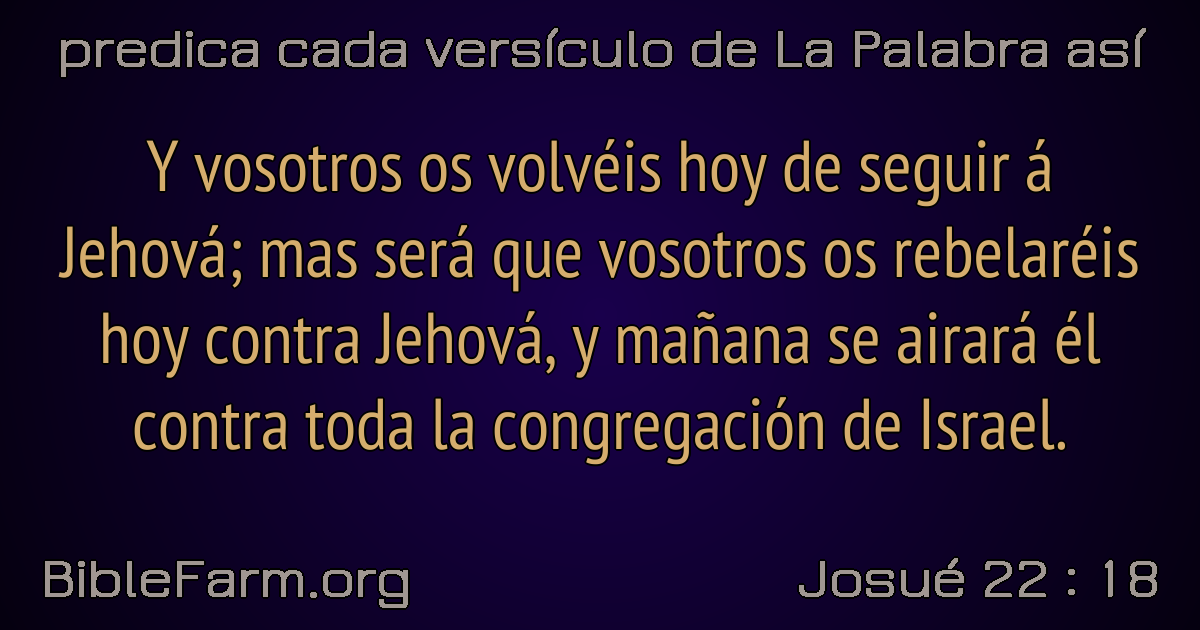 predica cada versículo de La Palabra así
Y vosotros os volvéis hoy de seguir á
Jehová; mas será que vosotros os rebelaréis
hoy contra Jehová, y mañana se airará él
contra toda la congregación de Israel.
BibleFarm.org
Josué 22 : 18